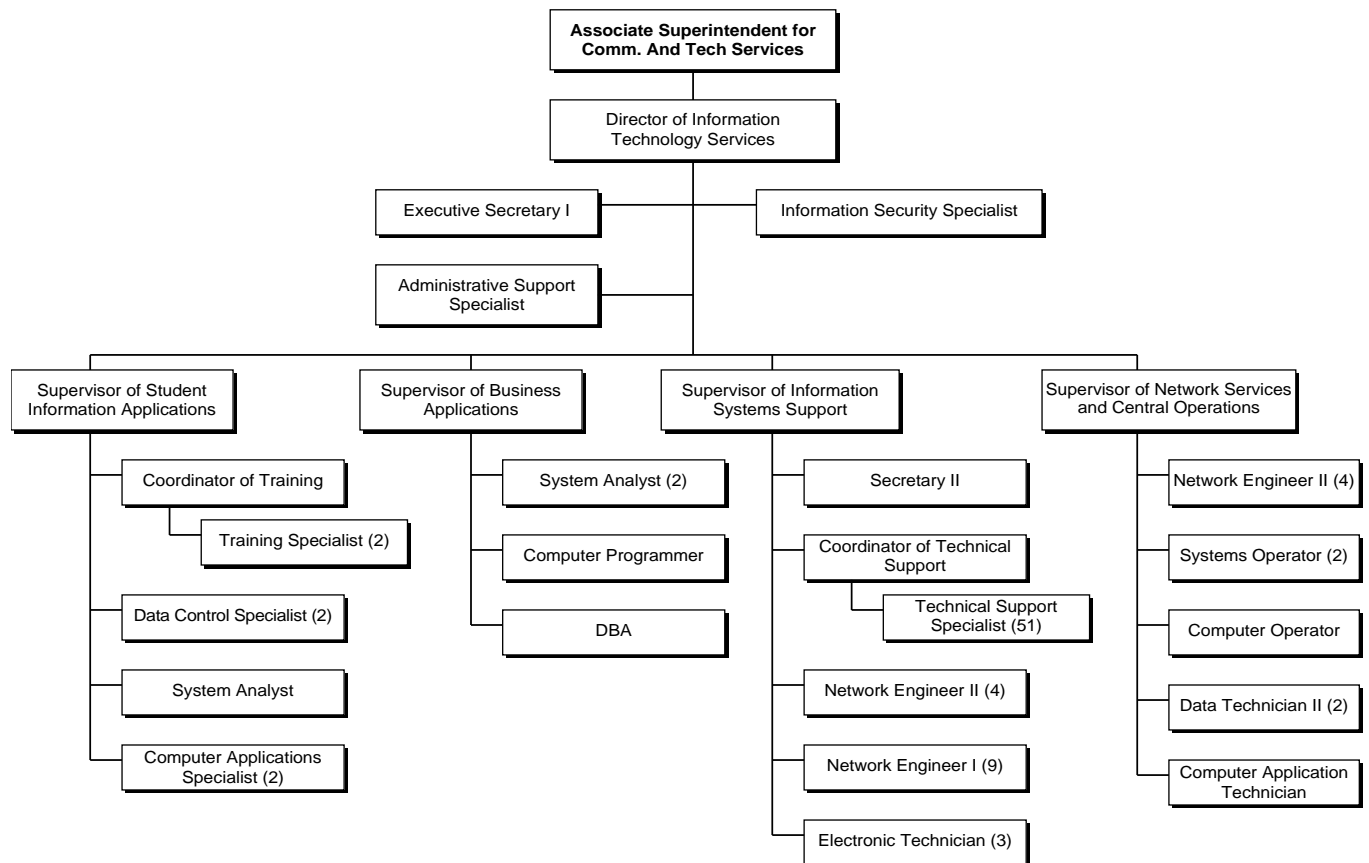 Associate Superintendent for
Comm. And Tech Services
Director of Information
Technology Services
Executive Secretary I
Information Security Specialist
Administrative Support
Specialist
Supervisor of Student
Information Applications
Coordinator of Training
Training Specialist (2)
Data Control Specialist (2)
System Analyst
Computer Applications
Specialist (2)
Supervisor of Business
Applications
System Analyst (2)
Computer Programmer
DBA
Supervisor of Information
Systems Support
Secretary II
Coordinator of Technical
Support
Technical Support
Specialist (51)
Network Engineer II (4)
Network Engineer I (9)
Electronic Technician (3)
Supervisor of Network Services
and Central Operations
Network Engineer II (4)
Systems Operator (2)
Computer Operator
Data Technician II (2)
Computer Application
Technician